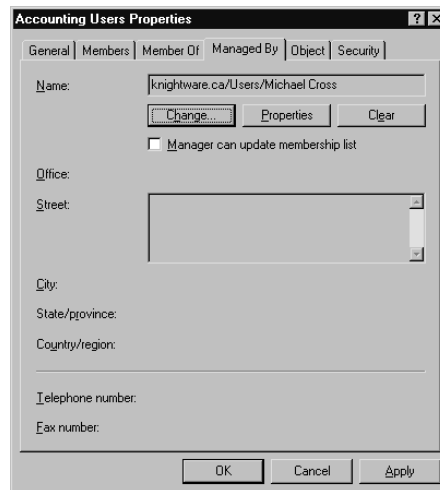 Accounting Users Properties
General Members Member Of Managed By Object Security
Name: knightware.ca/Users/Michael Cross
Change... Properties Clear
Manager can update membership list
Office:
Street:
City:
State/province:
Country/region:
Telephone number:
Fax number:
OK Cancel Apply